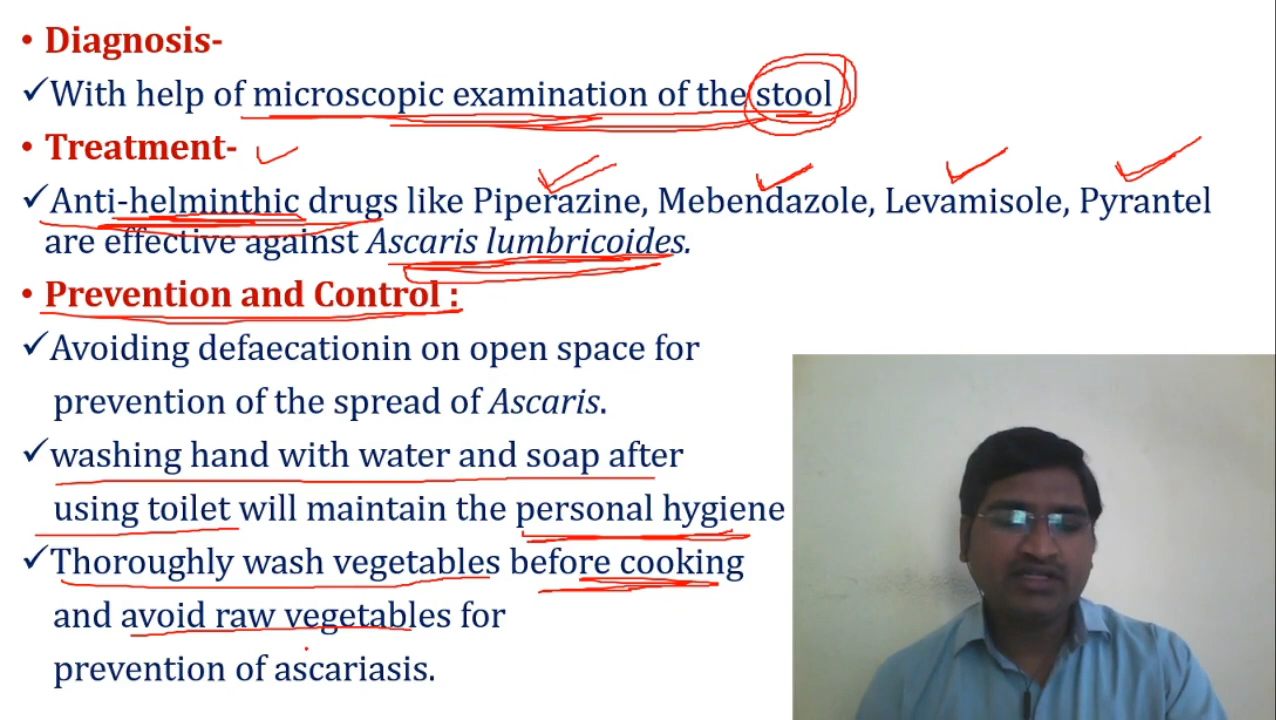 • Diagnosis-
✓With help of microscopic examination of the stool
• Treatment-
✓Anti-helminthic drugs like Piperazine, Mebendazole, Levamisole, Pyrantel
are effective against Ascaris lumbricoides.
• Prevention and Control :
✓Avoiding defaecationin on open space for
prevention of the spread of Ascaris.
✓washing hand with water and soap after
using toilet will maintain the personal hygiene
✓Thoroughly wash vegetables before cooking
and avoid raw vegetables for
prevention of ascariasis.